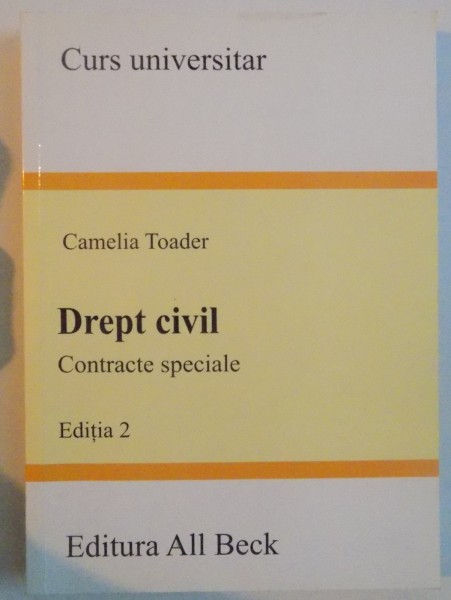 Curs universitar
Camelia Toader
Drept civil
Contracte speciale
Ediția 2
Editura All Beck